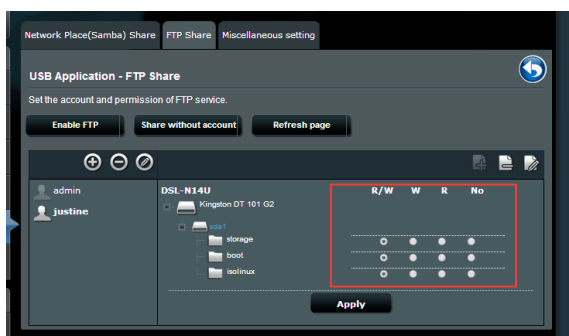 Network Place(Samba) Share FTP Share Miscellaneous setting
USB Application - FTP Share
Set the account and permission of FTP service.
Enable FTP Share without account Refresh page
admin
justine
DSL-N14U R/W W R No
Kingston DT 101 G2
sda1
storage
boot
isolinux
Apply